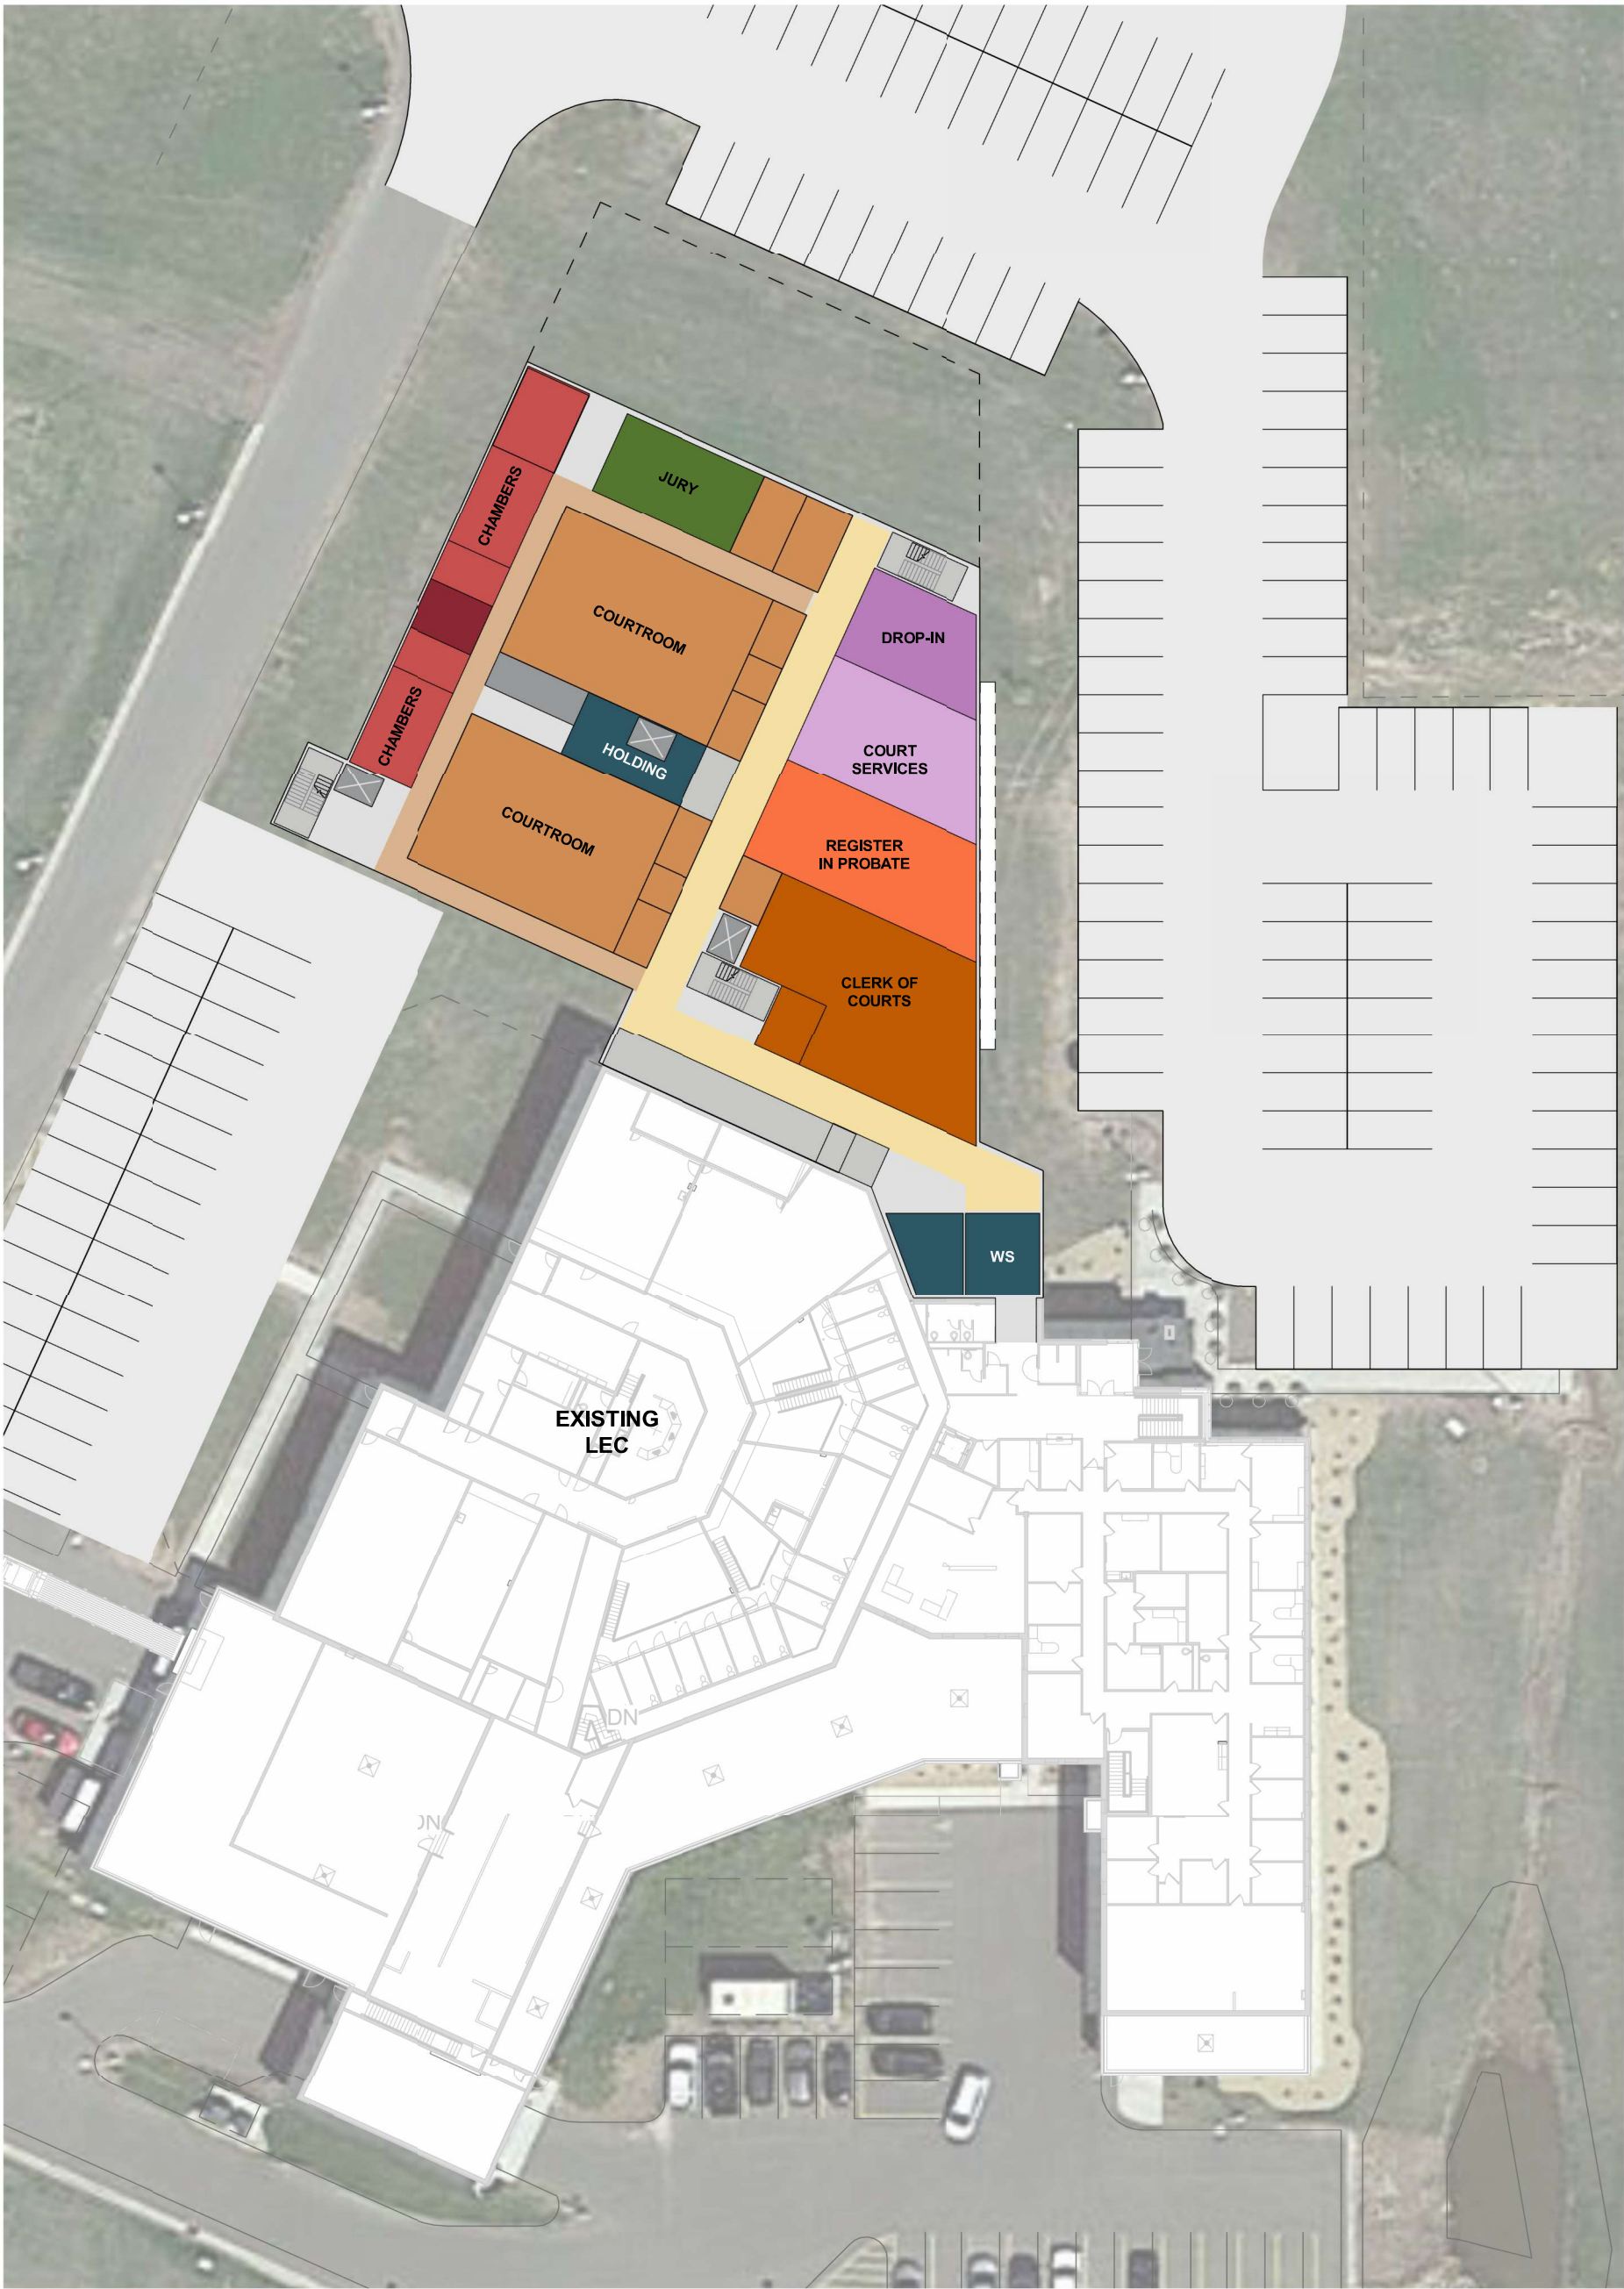 JURY
CHAMBERS
COURTROOM
DROP-IN
CHAMBERS
HOLDING
COURT
SERVICES
COURTROOM
REGISTER
IN PROBATE
CLERK OF
COURTS
WS
EXISTING
LEC
DN
DN